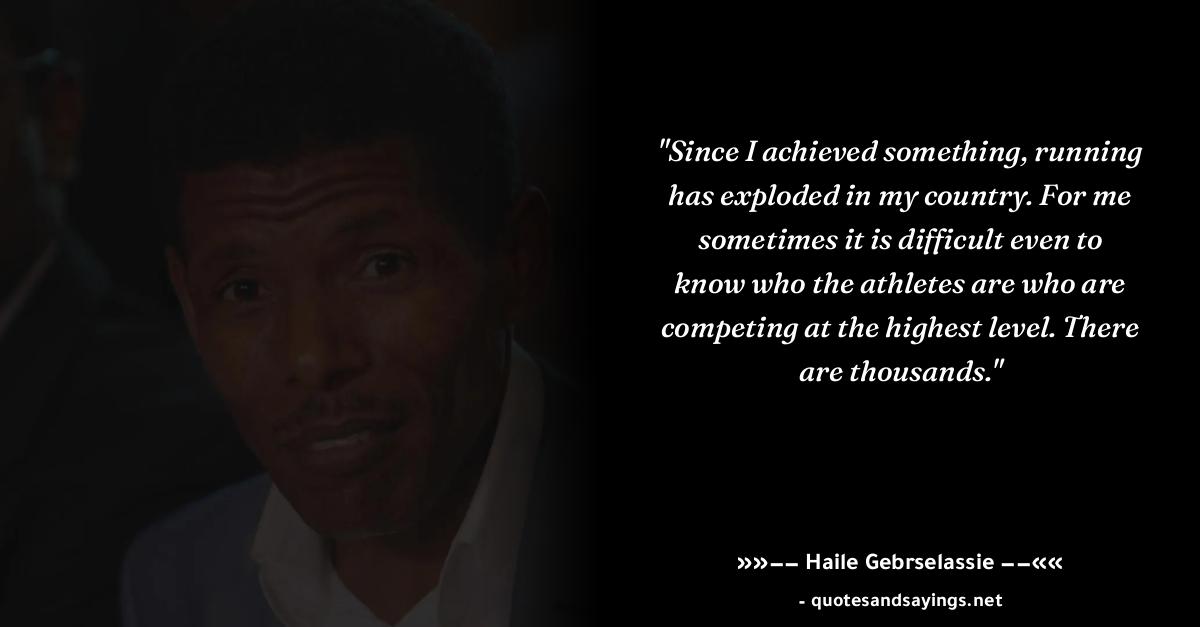 "Since I achieved something, running
has exploded in my country. For me
sometimes it is difficult even to
know who the athletes are who are
competing at the highest level. There
are thousands."
»»−− Haile Gebrselassie −−««
- quotesandsayings.net